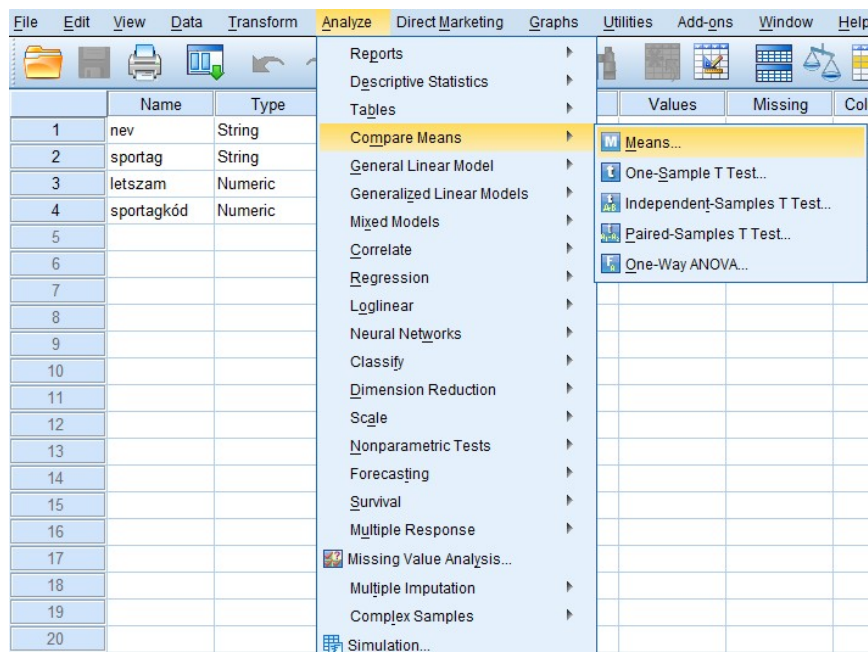 File Edit View Data Transform Analyze Direct Marketing Graphs Utilities Add-ons Window Help
Name Type Values Missing Col
1 nev String
2 sportag String
3 letszam Numeric
4 sportagkód Numeric
5
6
7
8
9
10
11
12
13
14
15
16
17
18
19
20
Reports
Descriptive Statistics
Tables
Compare Means
General Linear Model
Generalized Linear Models
Mixed Models
Correlate
Regression
Loglinear
Neural Networks
Classify
Dimension Reduction
Scale
Nonparametric Tests
Forecasting
Survival
Multiple Response
Missing Value Analysis...
Multiple Imputation
Complex Samples
Simulation...
Means...
One-Sample T Test...
Independent-Samples T Test...
Paired-Samples T Test...
One-Way ANOVA...